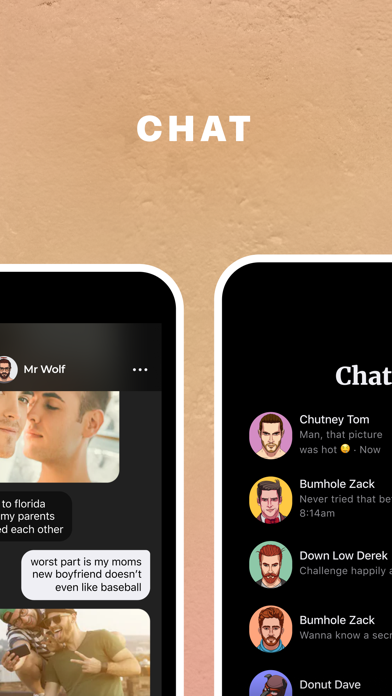 CHAT
Mr Wolf
to florida
my parents
ed each other
worst part is my moms
new boyfriend doesn't
even like baseball
Chat
Chutney Tom
Man, that picture
was hot 😏 · Now
Bumhole Zack
Never tried that bef
8:14am
Down Low Derek
Challenge happily a
Bumhole Zack
Wanna know a secr
Donut Dave